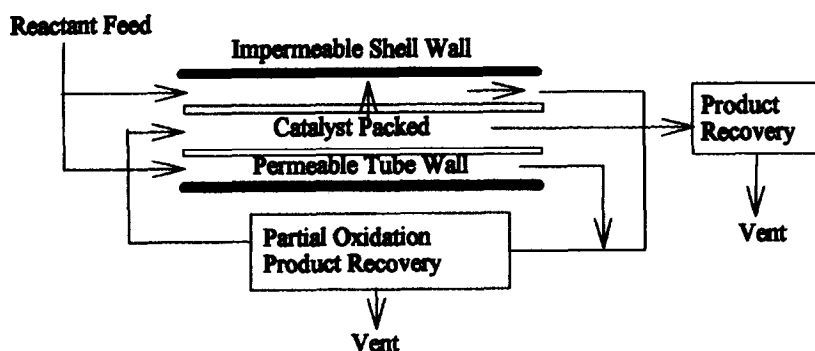 Reactant Feed
Impermeable Shell Wall
Catalyst Packed
Permeable Tube Wall
Product
Recovery
Vent
Partial Oxidation
Product Recovery
Vent